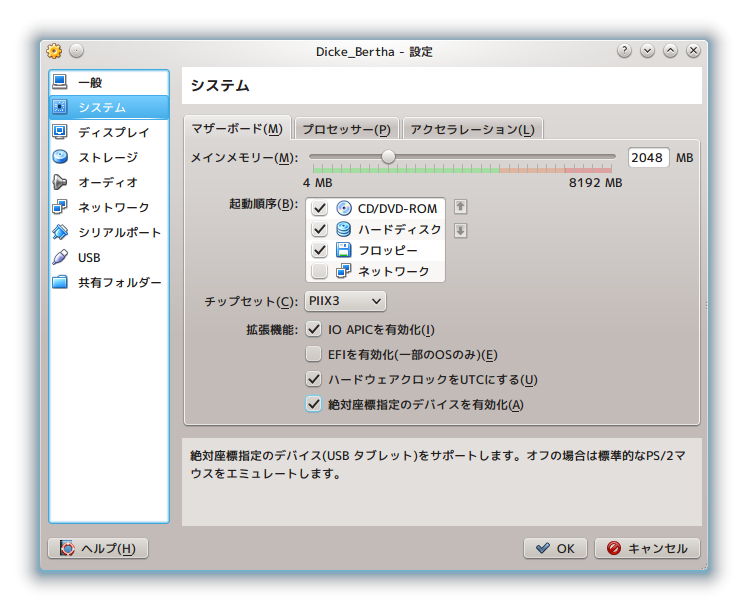 Dicke_Bertha - 設定
一般
システム
ディスプレイ
ストレージ
オーディオ
ネットワーク
シリアルポート
USB
共有フォルダー
システム
マザーボード(M) プロセッサー(P) アクセラレーション(L)
メインメモリー(M): 2048 MB
4 MB 8192 MB
起動順序(B): CD/DVD-ROM
ハードディスク
フロッピー
ネットワーク
チップセット(C): PIIX3
拡張機能: IO APICを有効化(I)
EFIを有効化(一部のOSのみ)(E)
ハードウェアクロックをUTCにする(U)
絶対座標指定のデバイスを有効化(A)
絶対座標指定のデバイス(USB タブレット)をサポートします。オフの場合は標準的なPS/2マ
ウスをエミュレートします。
ヘルプ(H) OK キャンセル